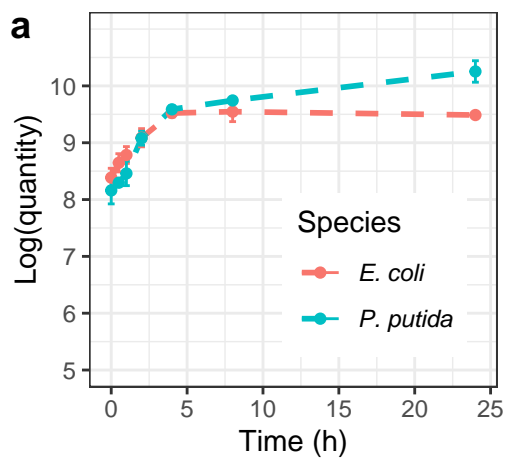 a
Log(quantity)
10
9
8
7
6
5
Species
E. coli
P. putida
0 5 10 15 20 25
Time (h)